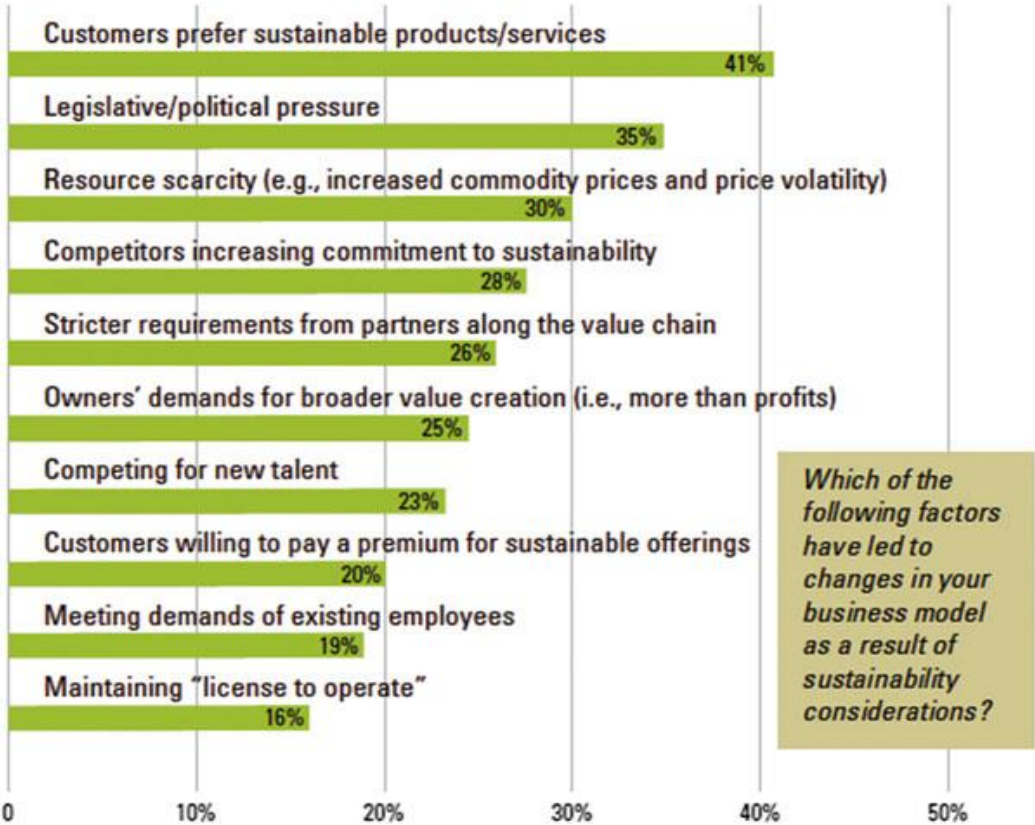 Customers prefer sustainable products/services
41%
Legislative/political pressure
35%
Resource scarcity (e.g., increased commodity prices and price volatility)
30%
Competitors increasing commitment to sustainability
28%
Stricter requirements from partners along the value chain
26%
Owners’ demands for broader value creation (i.e., more than profits)
25%
Competing for new talent
23%
Customers willing to pay a premium for sustainable offerings
20%
Meeting demands of existing employees
19%
Maintaining “license to operate”
16%
Which of the
following factors
have led to
changes in your
business model
as a result of
sustainability
considerations?
0 10% 20% 30% 40% 50%